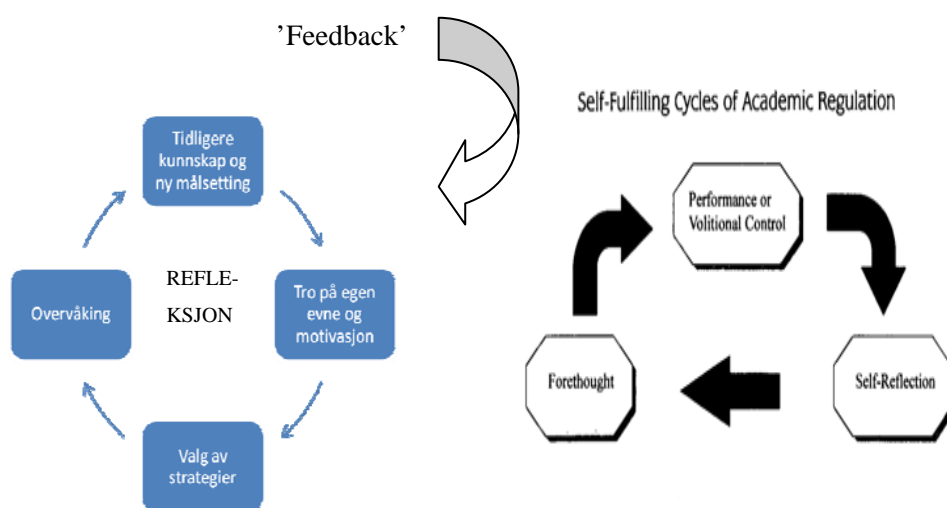 ’Feedback’
Tidligere
kunnskap og
ny målsetting
Tro på egen
evne og
motivasjon
Valg av
strategier
Overvåking
REFLE-
KSJON
Self-Fulfilling Cycles of Academic Regulation
Performance or
Volitional Control
Self-Reflection
Forethought